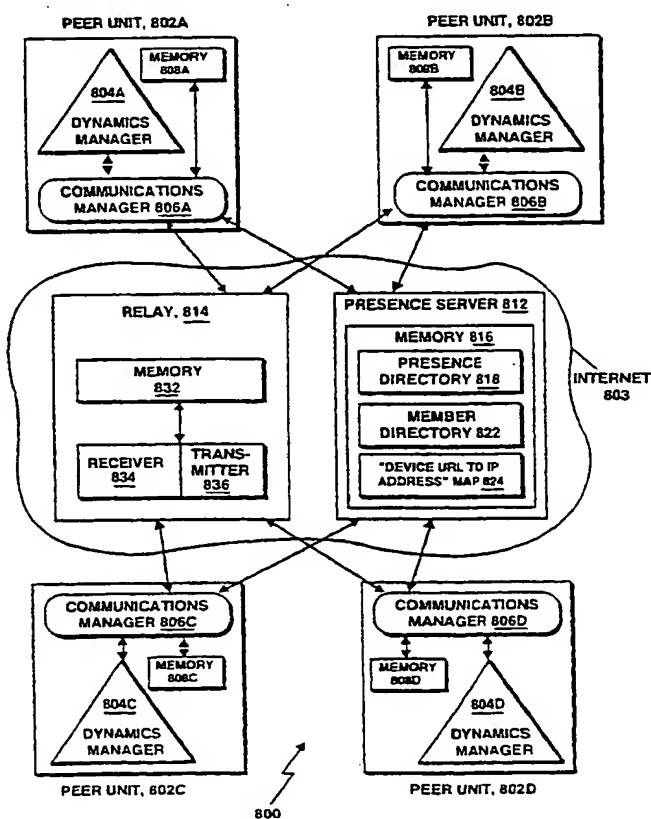 PEER UNIT, 802A
PEER UNIT, 802B
MEMORY
808A
804A
DYNAMICS
MANAGER
COMMUNICATIONS
MANAGER 806A
MEMORY
808B
804B
DYNAMICS
MANAGER
COMMUNICATIONS
MANAGER 806B
RELAY, 814
MEMORY
832
RECEIVER
834
TRANS-
MITTER
836
PRESENCE SERVER 812
MEMORY 816
PRESENCE
DIRECTORY 818
MEMBER
DIRECTORY 822
"DEVICE URL TO IP
ADDRESS" MAP 824
INTERNET
803
COMMUNICATIONS
MANAGER 806C
MEMORY
808C
804C
DYNAMICS
MANAGER
COMMUNICATIONS
MANAGER 806D
MEMORY
808D
804D
DYNAMICS
MANAGER
PEER UNIT, 802C
PEER UNIT, 802D
800